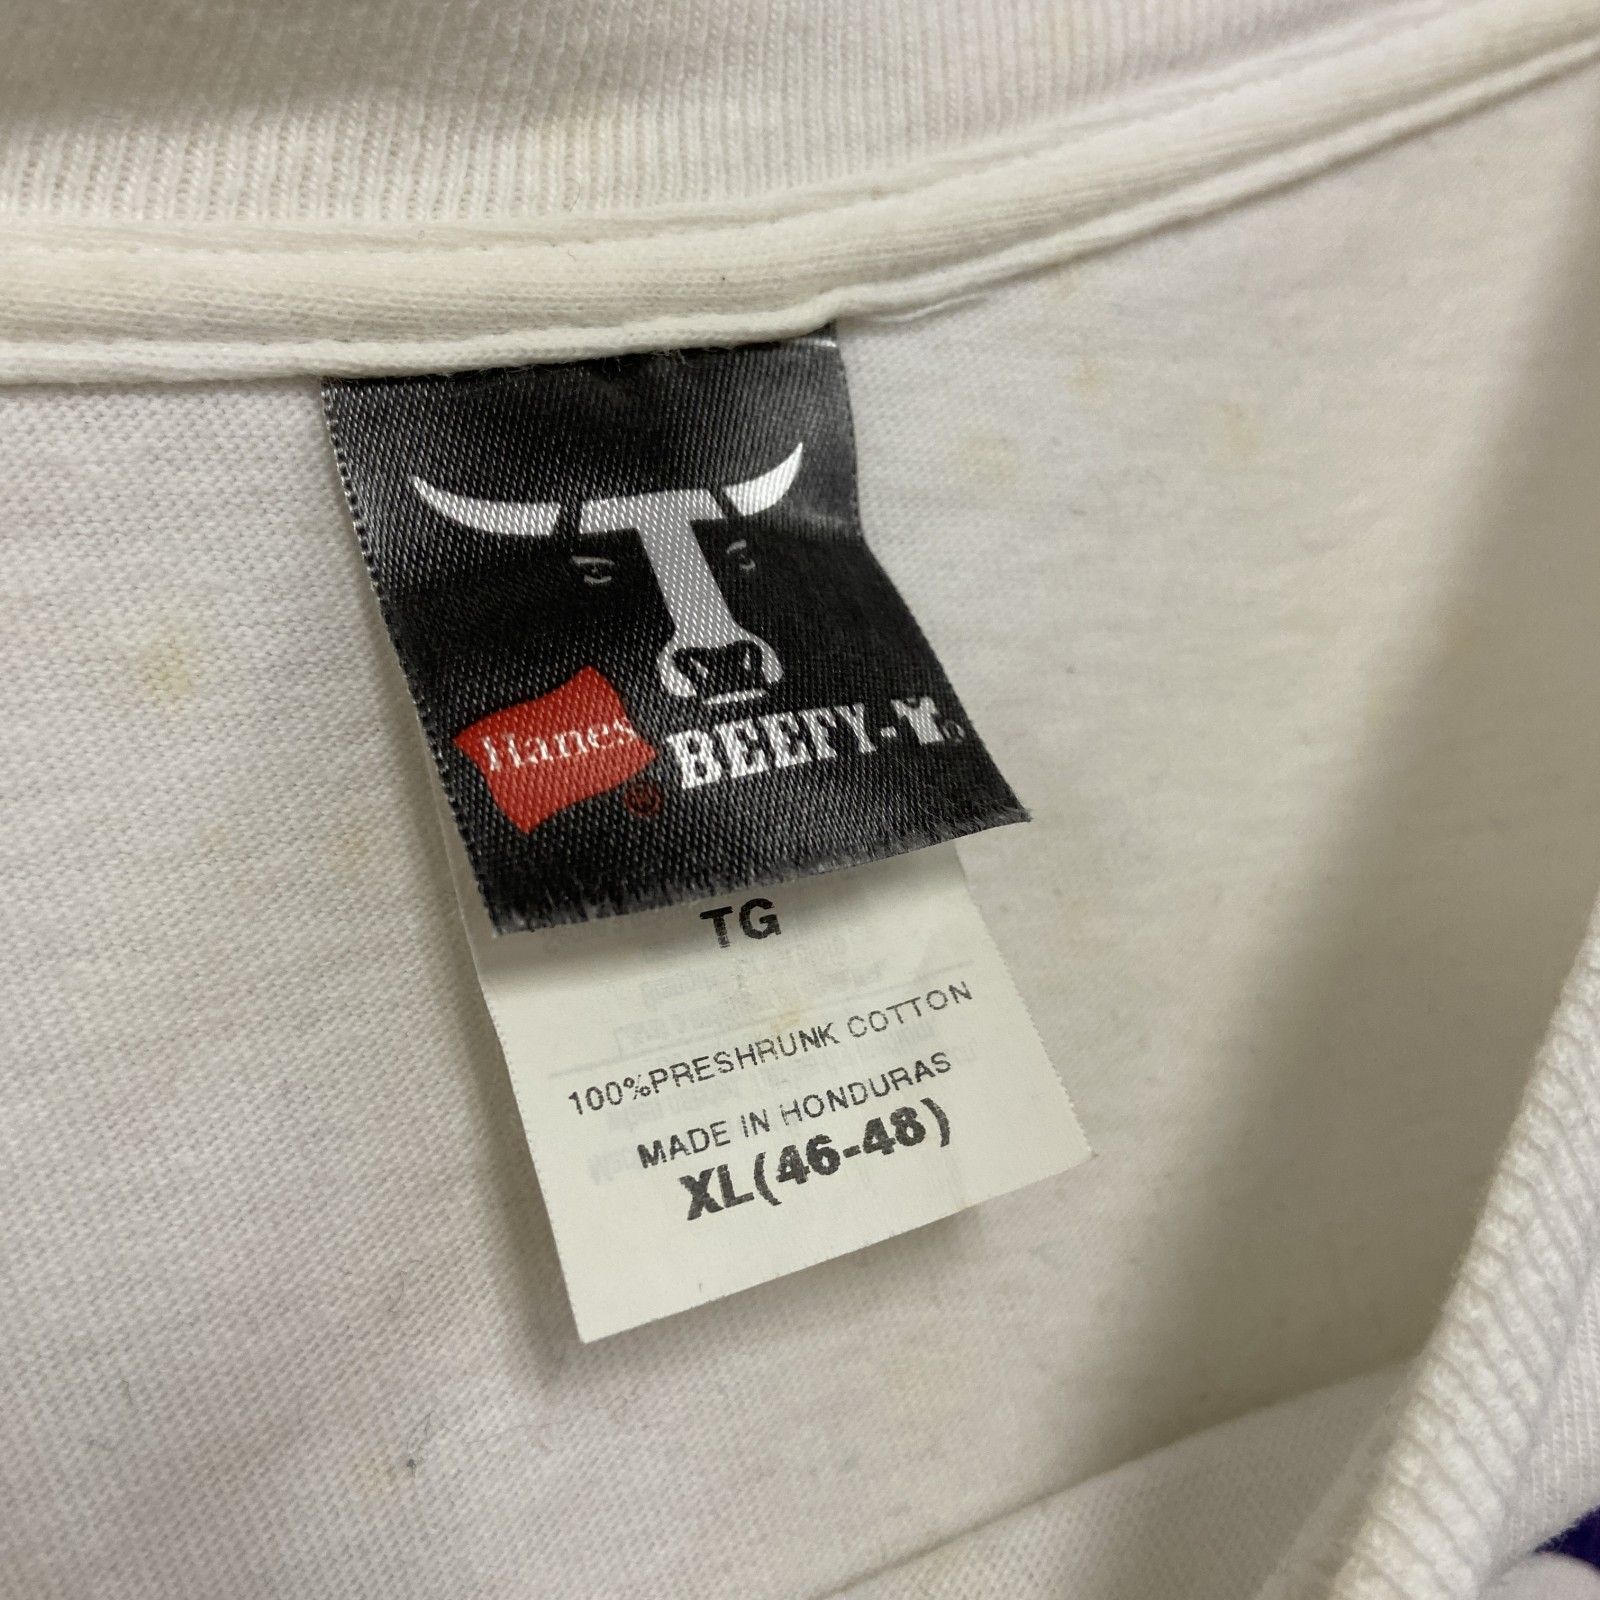 Hanes® BEEFY-T®
TG
100%PRESHRUNK COTTON
MADE IN HONDURAS
XL(46-48)